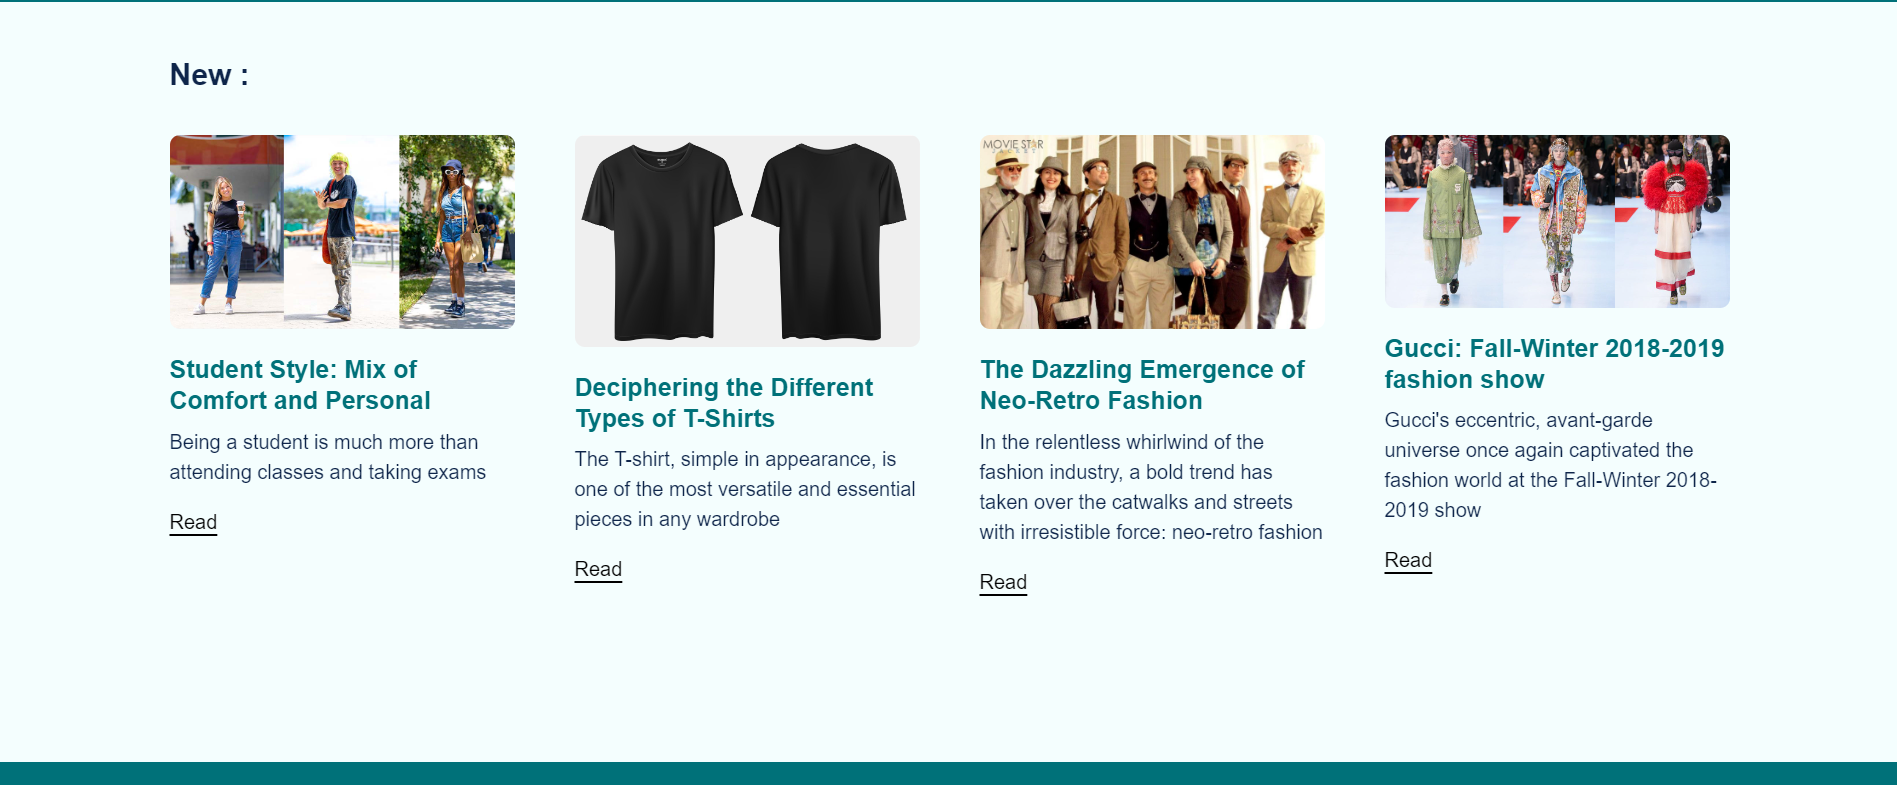 New :
MOVIE STAR
JACKET
Student Style: Mix of
Comfort and Personal
Being a student is much more than
attending classes and taking exams
Read
Deciphering the Different
Types of T-Shirts
The T-shirt, simple in appearance, is
one of the most versatile and essential
pieces in any wardrobe
Read
The Dazzling Emergence of
Neo-Retro Fashion
In the relentless whirlwind of the
fashion industry, a bold trend has
taken over the catwalks and streets
with irresistible force: neo-retro fashion
Read
Gucci: Fall-Winter 2018-2019
fashion show
Gucci's eccentric, avant-garde
universe once again captivated the
fashion world at the Fall-Winter 2018-
2019 show
Read